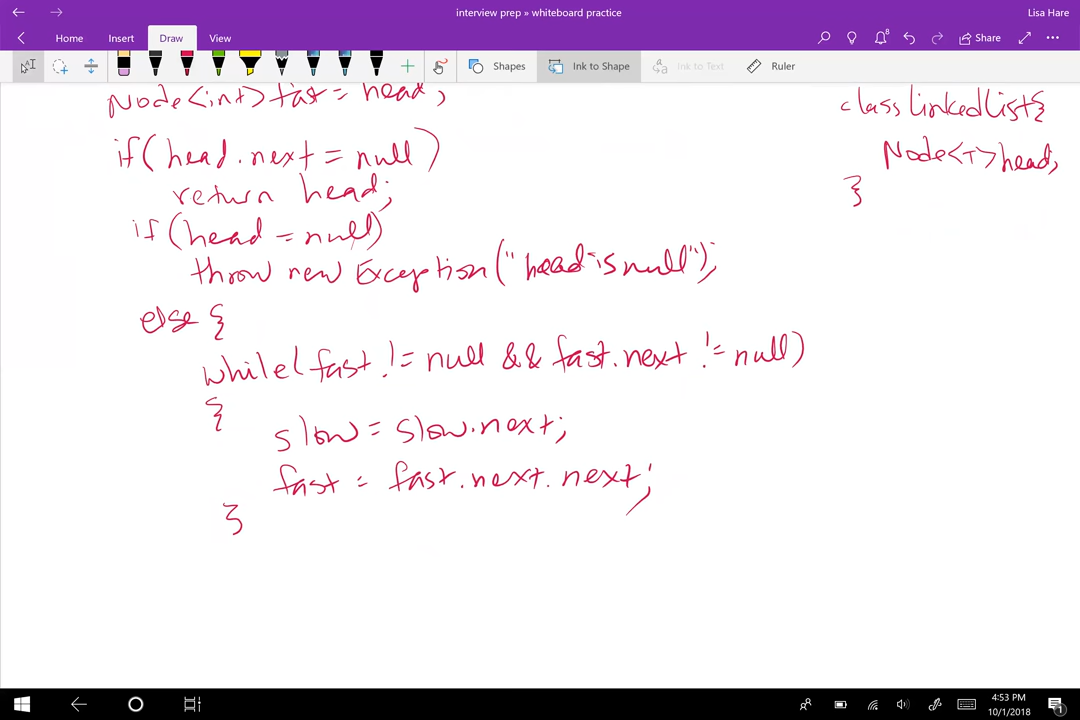 interview prep » whiteboard practice
Lisa Hare
Home Insert Draw View
8
Share
Shapes Ink to Shape Ink to Text Ruler
Node<int> fast = head;
if(head.next = null)
return head;
if(head = null)
throw new Exception("head is null");
else {
while(fast != null && fast.next != null)
{
slow = slow.next;
fast = fast.next.next;
}
class linkedlist{
Node<T> head;
}
4:53 PM
10/1/2018
1